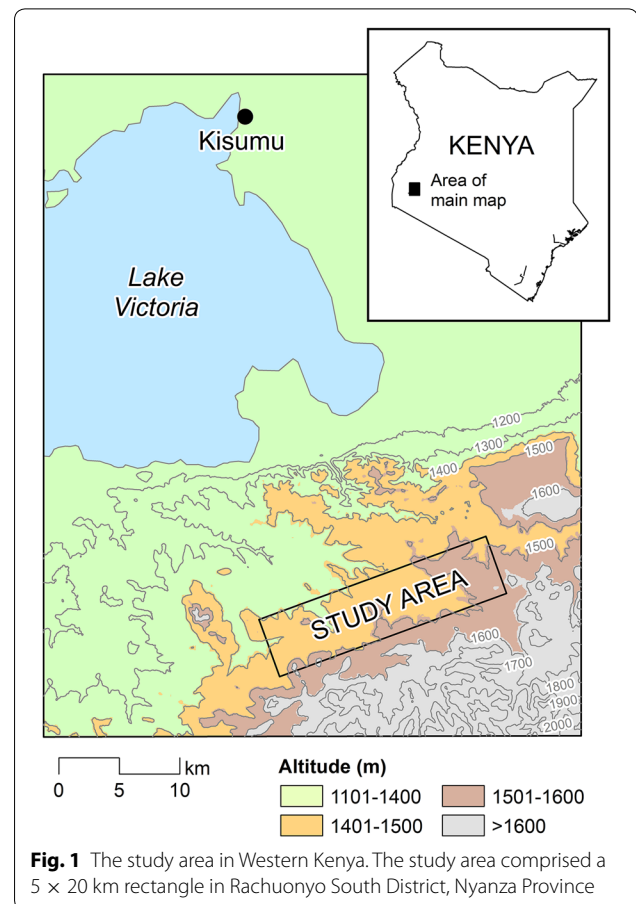 KENYA
Area of
main map
Kisumu
Lake
Victoria
1200
1300
1400
1500
1600
1500
STUDY AREA
1600
1700
1800
1900
2000
km
0 5 10
Altitude (m)
1101-1400 1501-1600
1401-1500 >1600
Fig. 1 The study area in Western Kenya. The study area comprised a
5 × 20 km rectangle in Rachuonyo South District, Nyanza Province